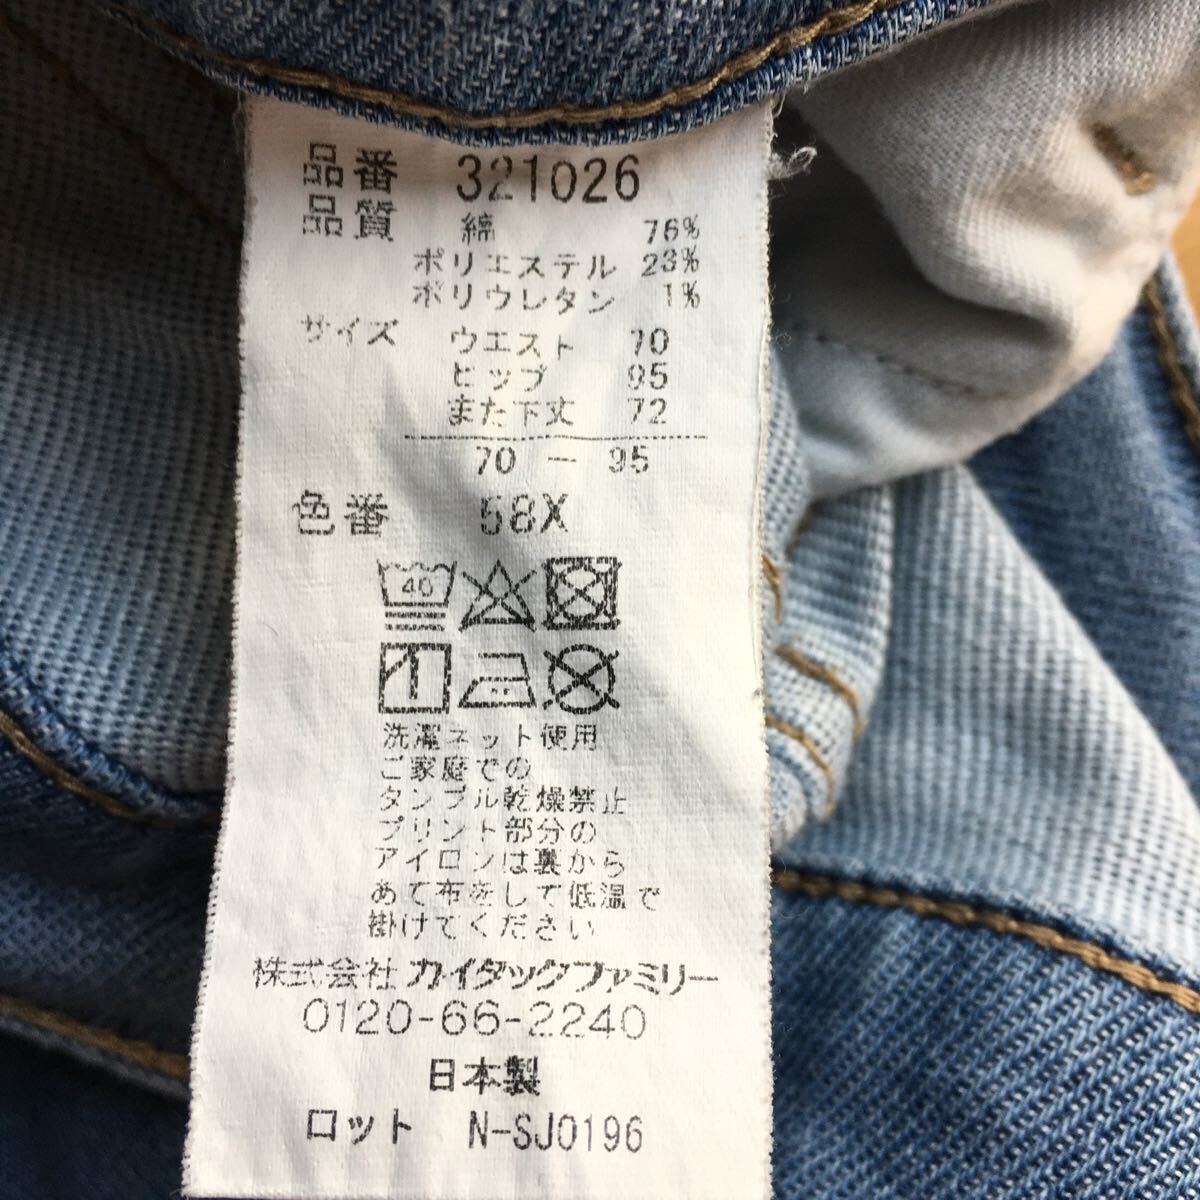 品番 321026
品質 綿 76%
ポリエステル 23%
ポリウレタン 1%
サイズ ウエスト 70
ヒップ 95
また下丈 72
70 ー 95
色番 58X
40
洗濯ネット使用
ご家庭での
タンブル乾燥禁止
プリント部分の
アイロンは裏から
あて布をして低温で
掛けてください
株式会社カイタックファミリー
0120-66-2240
日本製
ロット N-SJ0196